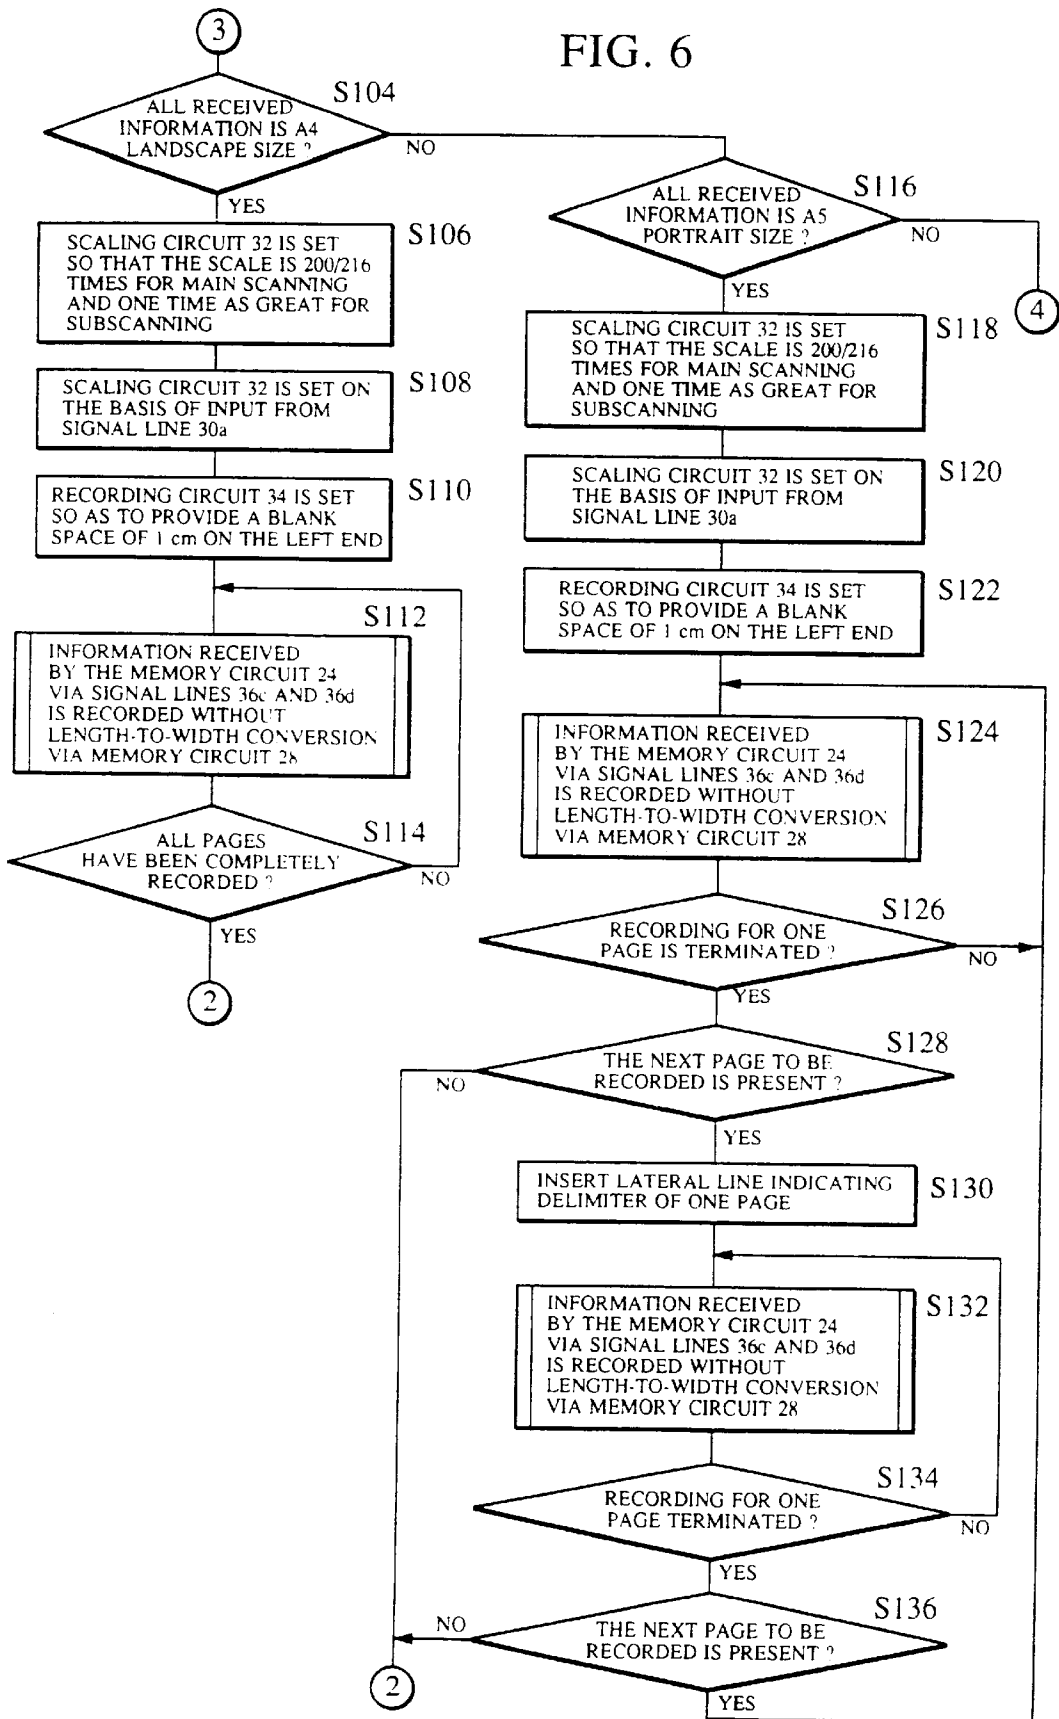 FIG. 6
3
S104
ALL RECEIVED
INFORMATION IS A4
LANDSCAPE SIZE ?
NO
YES
S106
SCALING CIRCUIT 32 IS SET
SO THAT THE SCALE IS 200/216
TIMES FOR MAIN SCANNING
AND ONE TIME AS GREAT FOR
SUBSCANNING
S108
SCALING CIRCUIT 32 IS SET ON
THE BASIS OF INPUT FROM
SIGNAL LINE 30a
S110
RECORDING CIRCUIT 34 IS SET
SO AS TO PROVIDE A BLANK
SPACE OF 1 cm ON THE LEFT END
S112
INFORMATION RECEIVED
BY THE MEMORY CIRCUIT 24
VIA SIGNAL LINES 36c AND 36d
IS RECORDED WITHOUT
LENGTH-TO-WIDTH CONVERSION
VIA MEMORY CIRCUIT 28
S114
ALL PAGES
HAVE BEEN COMPLETELY
RECORDED ?
NO
YES
2
S116
ALL RECEIVED
INFORMATION IS A5
PORTRAIT SIZE ?
NO
YES
4
S118
SCALING CIRCUIT 32 IS SET
SO THAT THE SCALE IS 200/216
TIMES FOR MAIN SCANNING
AND ONE TIME AS GREAT FOR
SUBSCANNING
S120
SCALING CIRCUIT 32 IS SET ON
THE BASIS OF INPUT FROM
SIGNAL LINE 30a
S122
RECORDING CIRCUIT 34 IS SET
SO AS TO PROVIDE A BLANK
SPACE OF 1 cm ON THE LEFT END
S124
INFORMATION RECEIVED
BY THE MEMORY CIRCUIT 24
VIA SIGNAL LINES 36c AND 36d
IS RECORDED WITHOUT
LENGTH-TO-WIDTH CONVERSION
VIA MEMORY CIRCUIT 28
S126
RECORDING FOR ONE
PAGE IS TERMINATED ?
NO
YES
S128
THE NEXT PAGE TO BE
RECORDED IS PRESENT ?
NO
YES
S130
INSERT LATERAL LINE INDICATING
DELIMITER OF ONE PAGE
S132
INFORMATION RECEIVED
BY THE MEMORY CIRCUIT 24
VIA SIGNAL LINES 36c AND 36d
IS RECORDED WITHOUT
LENGTH-TO-WIDTH CONVERSION
VIA MEMORY CIRCUIT 28
S134
RECORDING FOR ONE
PAGE TERMINATED ?
NO
YES
S136
THE NEXT PAGE TO BE
RECORDED IS PRESENT ?
NO
YES
2